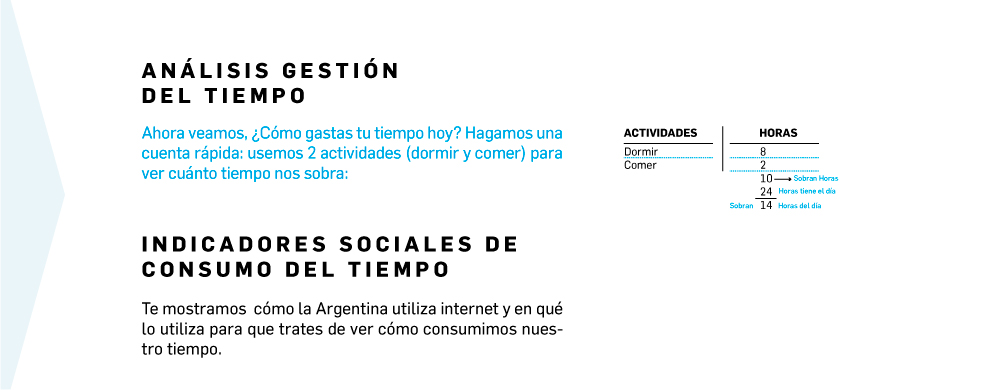 ANÁLISIS GESTIÓN
DEL TIEMPO
Ahora veamos, ¿Cómo gastas tu tiempo hoy? Hagamos una
cuenta rápida: usemos 2 actividades (dormir y comer) para
ver cuánto tiempo nos sobra:
ACTIVIDADES HORAS
Dormir 8
Comer 2
10 → Sobran Horas
24 Horas tiene el día
Sobran 14 Horas del día
INDICADORES SOCIALES DE
CONSUMO DEL TIEMPO
Te mostramos cómo la Argentina utiliza internet y en qué
lo utiliza para que trates de ver cómo consumimos nues-
tro tiempo.